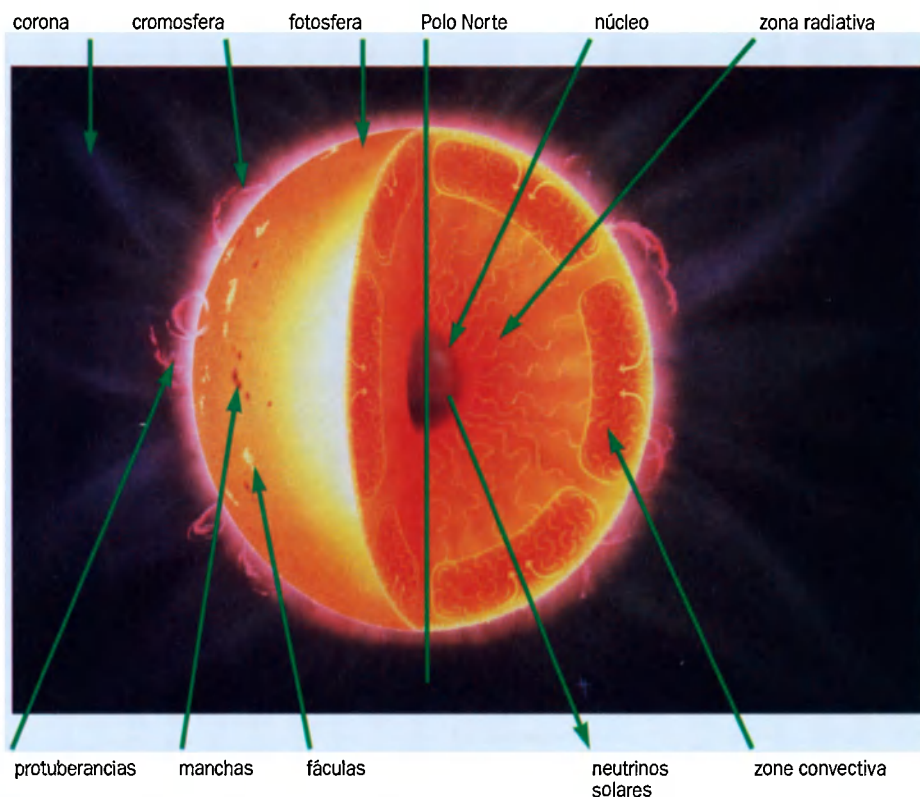 corona cromosfera fotosfera Polo Norte núcleo zona radiativa
protuberancias manchas fáculas neutrinos zone convectiva
solares